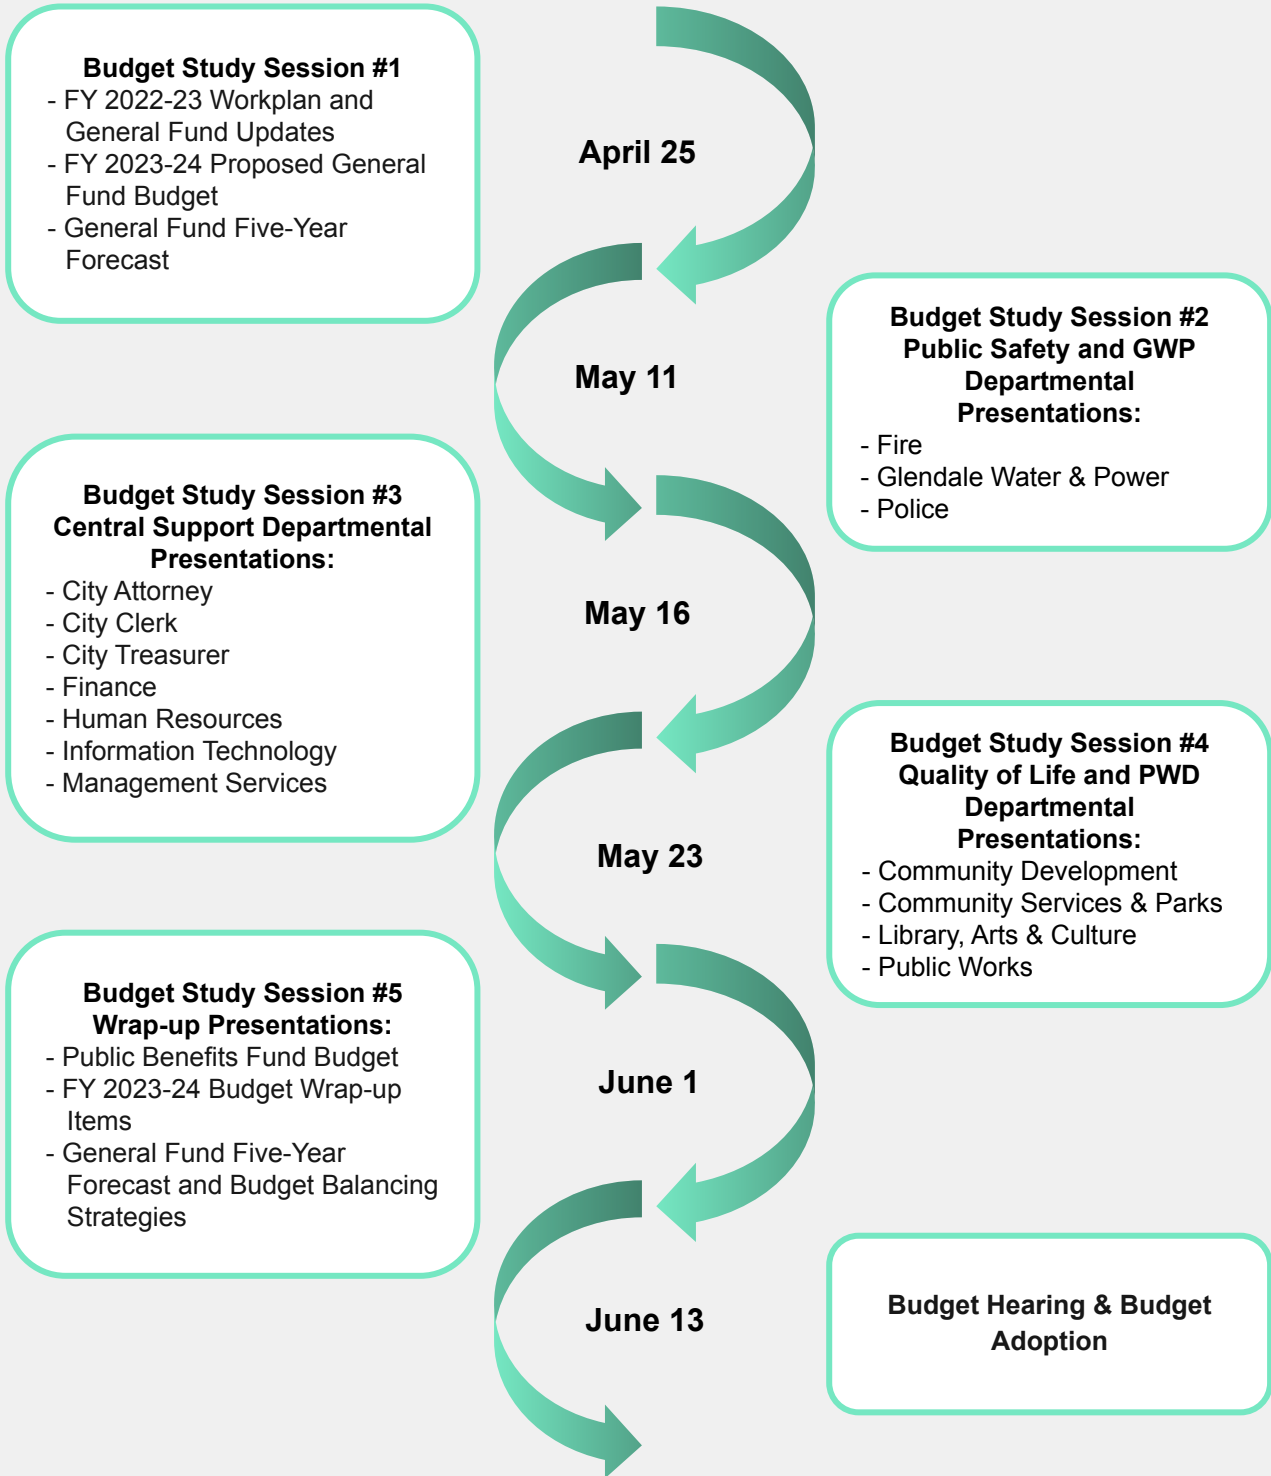 Budget Study Session #1
- FY 2022-23 Workplan and
General Fund Updates
- FY 2023-24 Proposed General
Fund Budget
- General Fund Five-Year
Forecast
April 25
May 11
Budget Study Session #2
Public Safety and GWP
Departmental
Presentations:
- Fire
- Glendale Water & Power
- Police
Budget Study Session #3
Central Support Departmental
Presentations:
- City Attorney
- City Clerk
- City Treasurer
- Finance
- Human Resources
- Information Technology
- Management Services
May 16
May 23
Budget Study Session #4
Quality of Life and PWD
Departmental
Presentations:
- Community Development
- Community Services & Parks
- Library, Arts & Culture
- Public Works
Budget Study Session #5
Wrap-up Presentations:
- Public Benefits Fund Budget
- FY 2023-24 Budget Wrap-up
Items
- General Fund Five-Year
Forecast and Budget Balancing
Strategies
June 1
June 13
Budget Hearing & Budget
Adoption